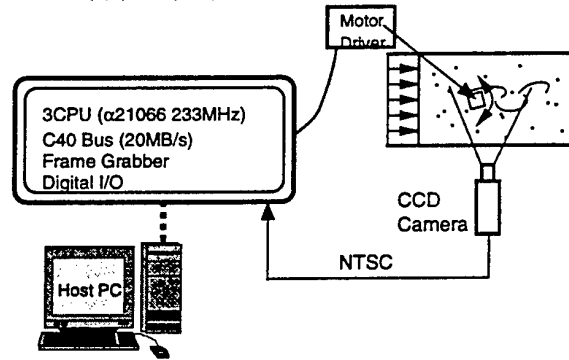 Motor
Driver
3CPU (α21066 233MHz)
C40 Bus (20MB/s)
Frame Grabber
Digital I/O
CCD
Camera
NTSC
Host PC